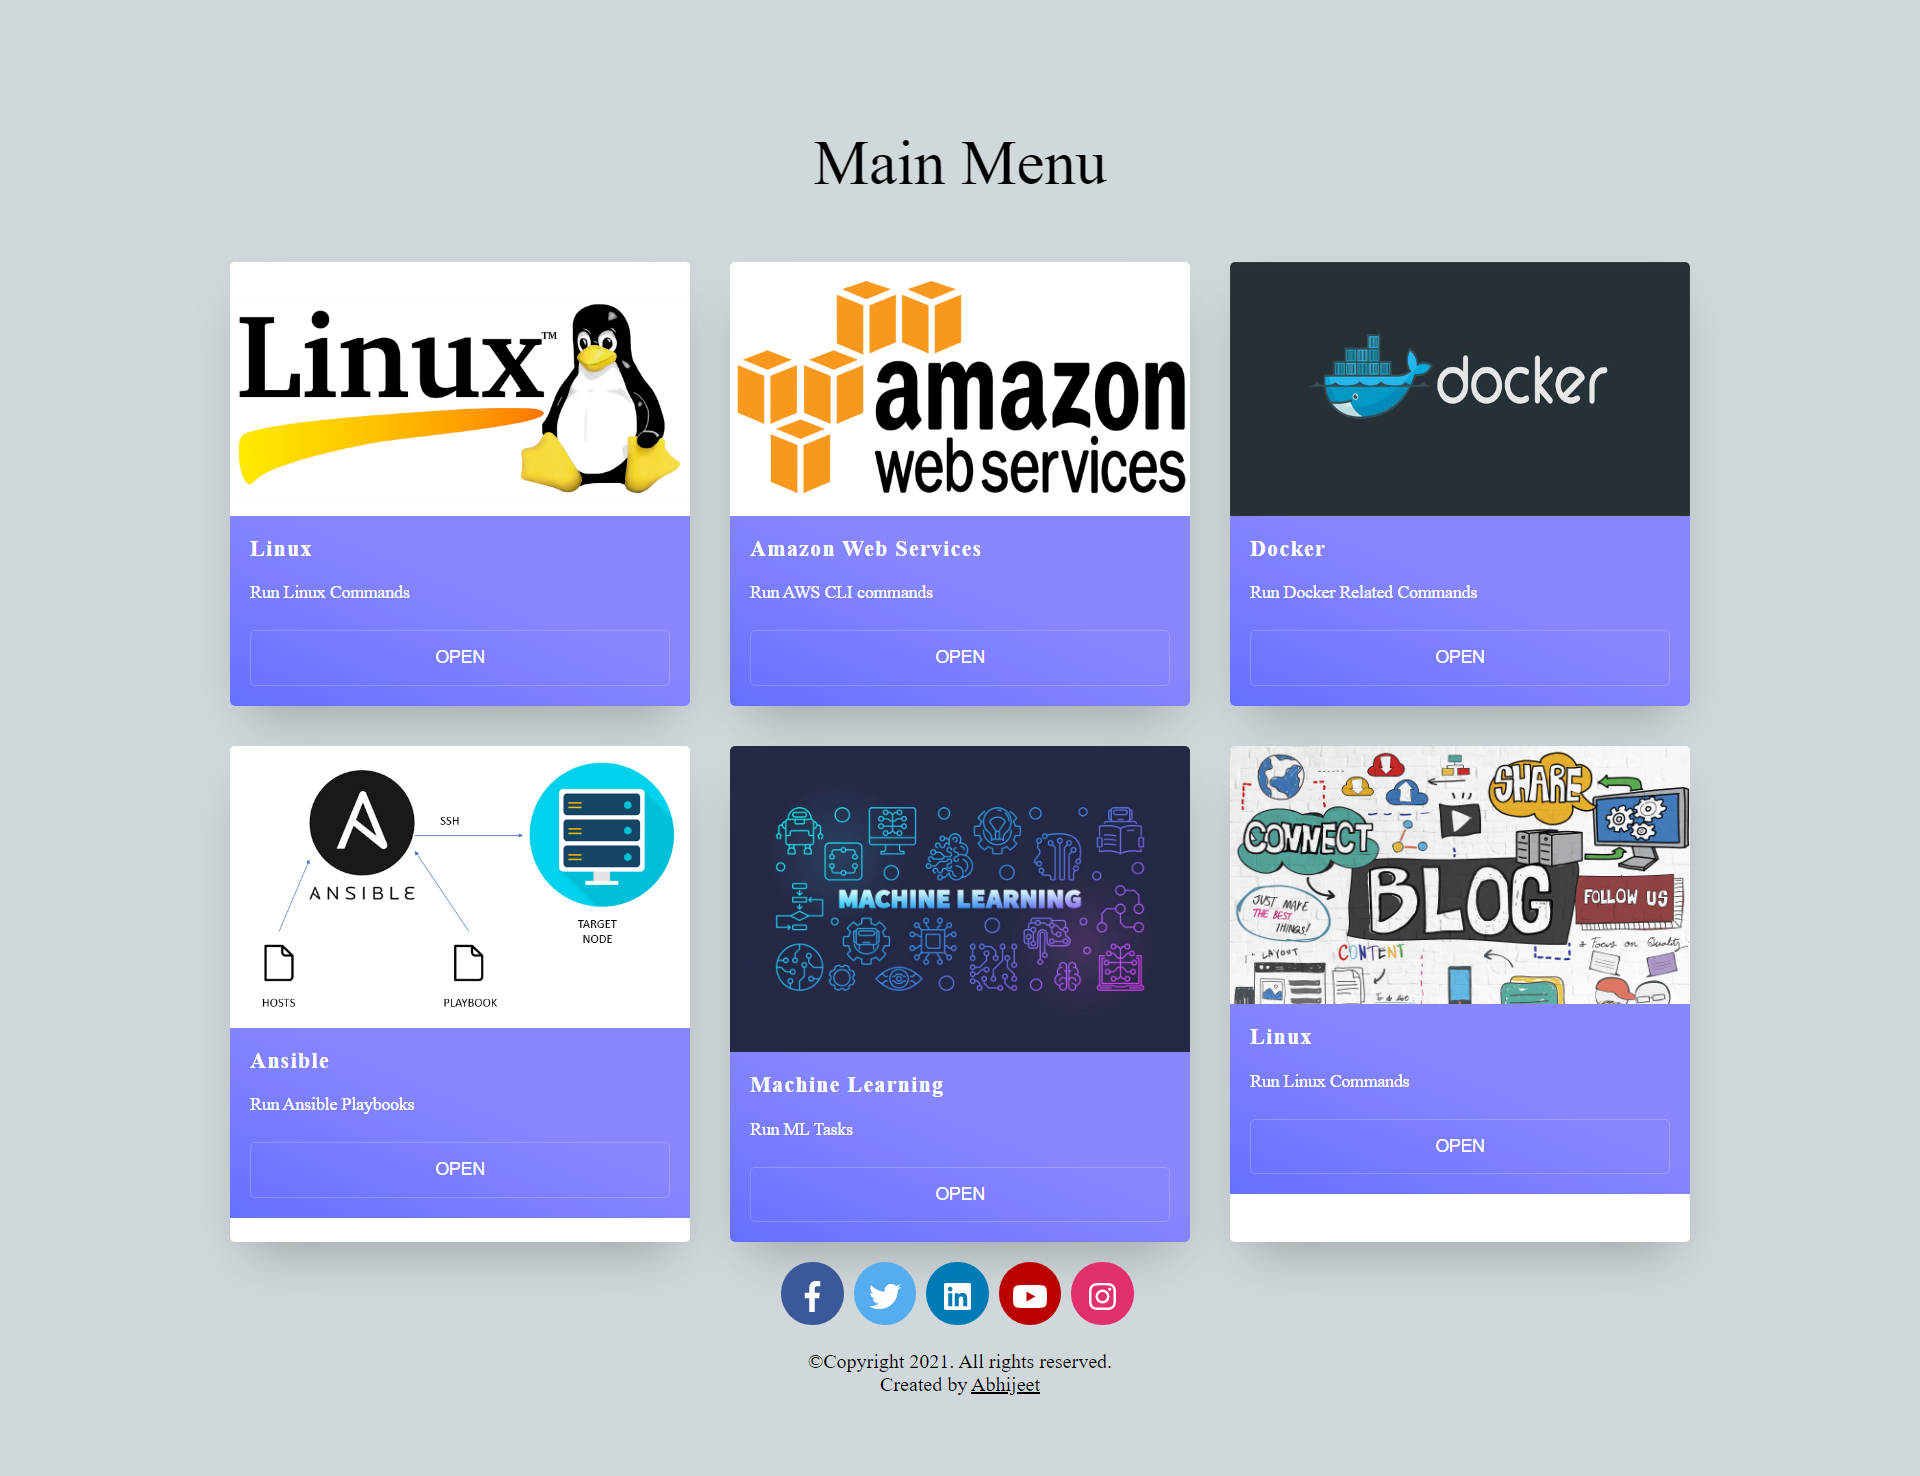 Main Menu
Linux™
Linux
Run Linux Commands
OPEN
amazon
web services
Amazon Web Services
Run AWS CLI commands
OPEN
docker
Docker
Run Docker Related Commands
OPEN
SSH
ANSIBLE
TARGET
NODE
HOSTS
PLAYBOOK
Ansible
Run Ansible Playbooks
OPEN
MACHINE LEARNING
Machine Learning
Run ML Tasks
OPEN
SHARE
CONNECT
BLOG
FOLLOW US
JUST MAKE
THE BEST
THINGS!
+ Focus on Quality
LAYOUT
CONTENT
To do list
Linux
Run Linux Commands
OPEN
©Copyright 2021. All rights reserved.
Created by Abhijeet